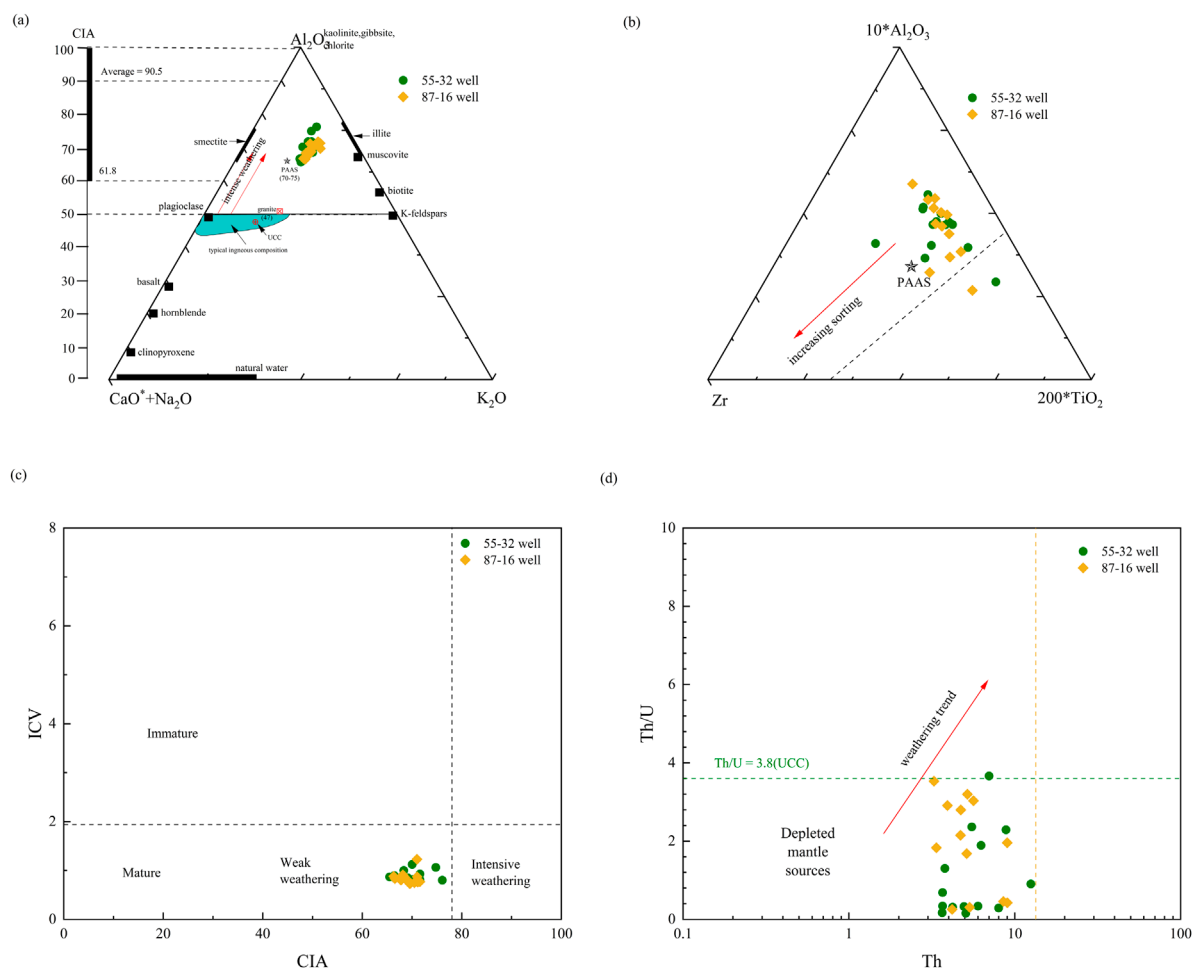 (a)
CIA
Al2O3
kaolinite,gibbsite,
chlorite
100
Average = 90.5
90
80
70
61.8
60
50
40
30
20
10
0
55-32 well
87-16 well
smectite
intense weathering
illite
muscovite
PAAS
(70-75)
biotite
plagioclase
granite
(47)
K-feldspars
UCC
typical ingneous composition
basalt
hornblende
clinopyroxene
natural water
CaO*+Na2O
K2O
(b)
10*Al2O3
55-32 well
87-16 well
PAAS
increasing sorting
Zr
200*TiO2
(c)
ICV
8
6
4
2
0
55-32 well
87-16 well
Immature
Mature
Weak
weathering
Intensive
weathering
0 20 40 60 80 100
CIA
(d)
Th/U
10
8
6
4
2
0
55-32 well
87-16 well
weathering trend
Th/U = 3.8(UCC)
Depleted
mantle
sources
0.1 1 10 100
Th